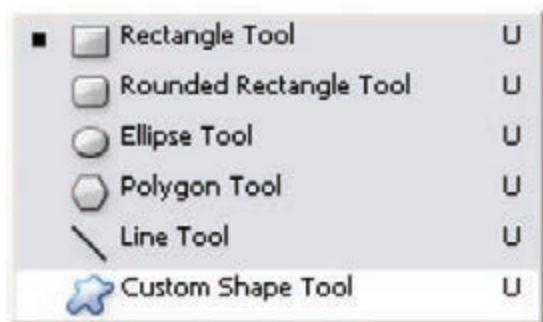 Rectangle Tool U
Rounded Rectangle Tool U
Ellipse Tool U
Polygon Tool U
Line Tool U
Custom Shape Tool U